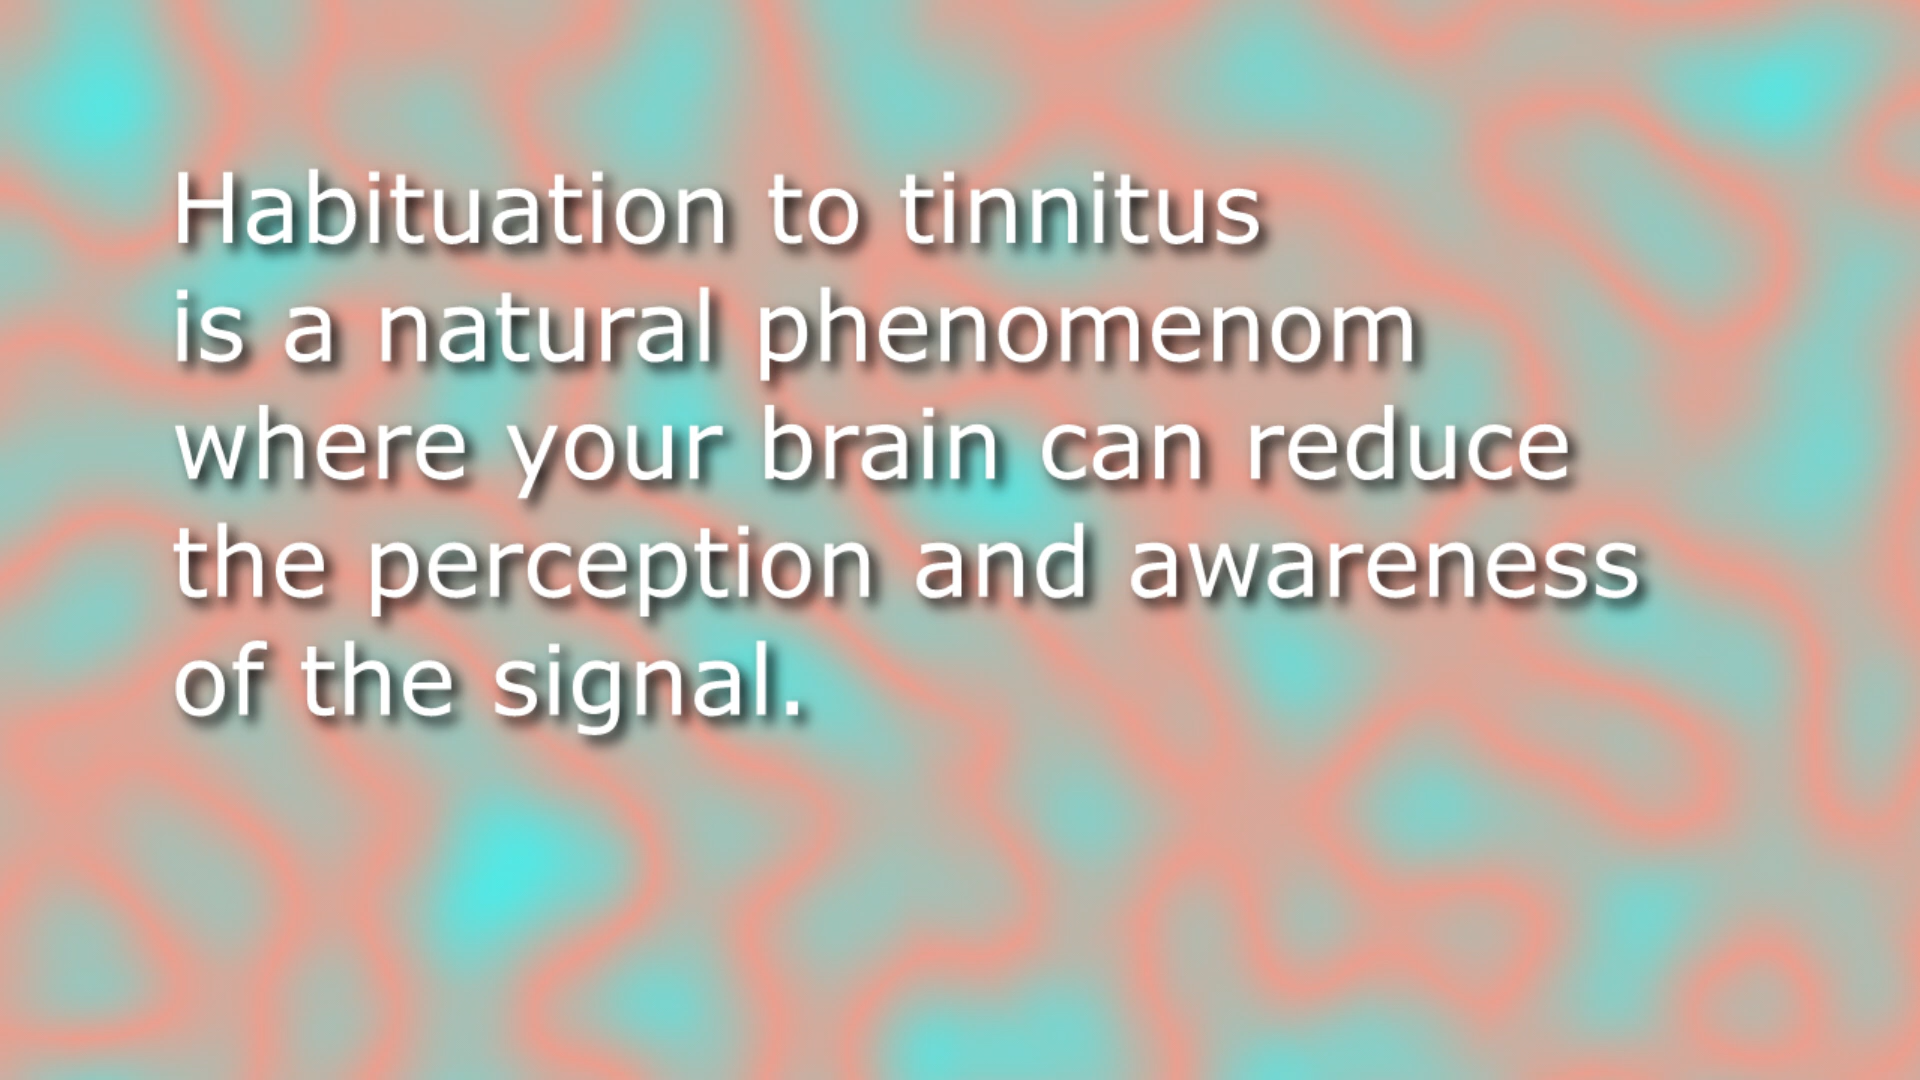 Habituation to tinnitus
is a natural phenomenom
where your brain can reduce
the perception and awareness
of the signal.